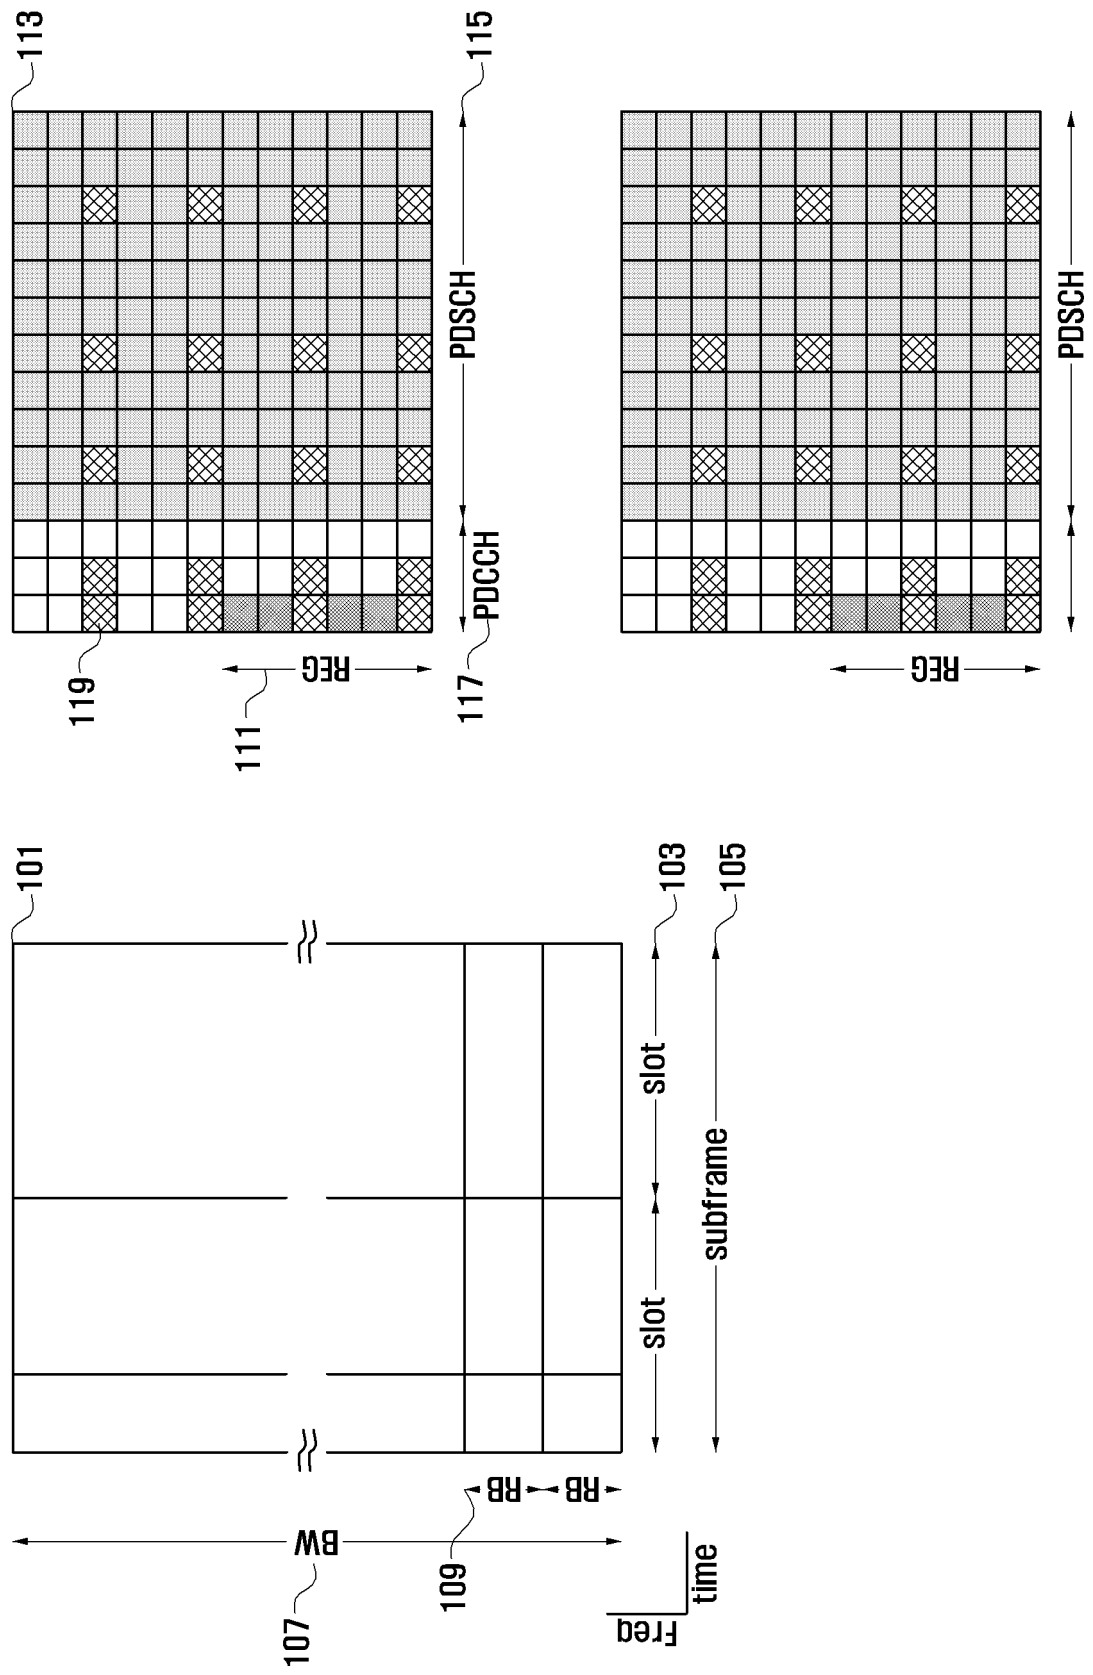 113
115
PDSCH
PDCCH
117
119
REG
111
PDSCH
REG
101
103
105
slot
slot
subframe
RB
RB
BW
107
109
Freq
time